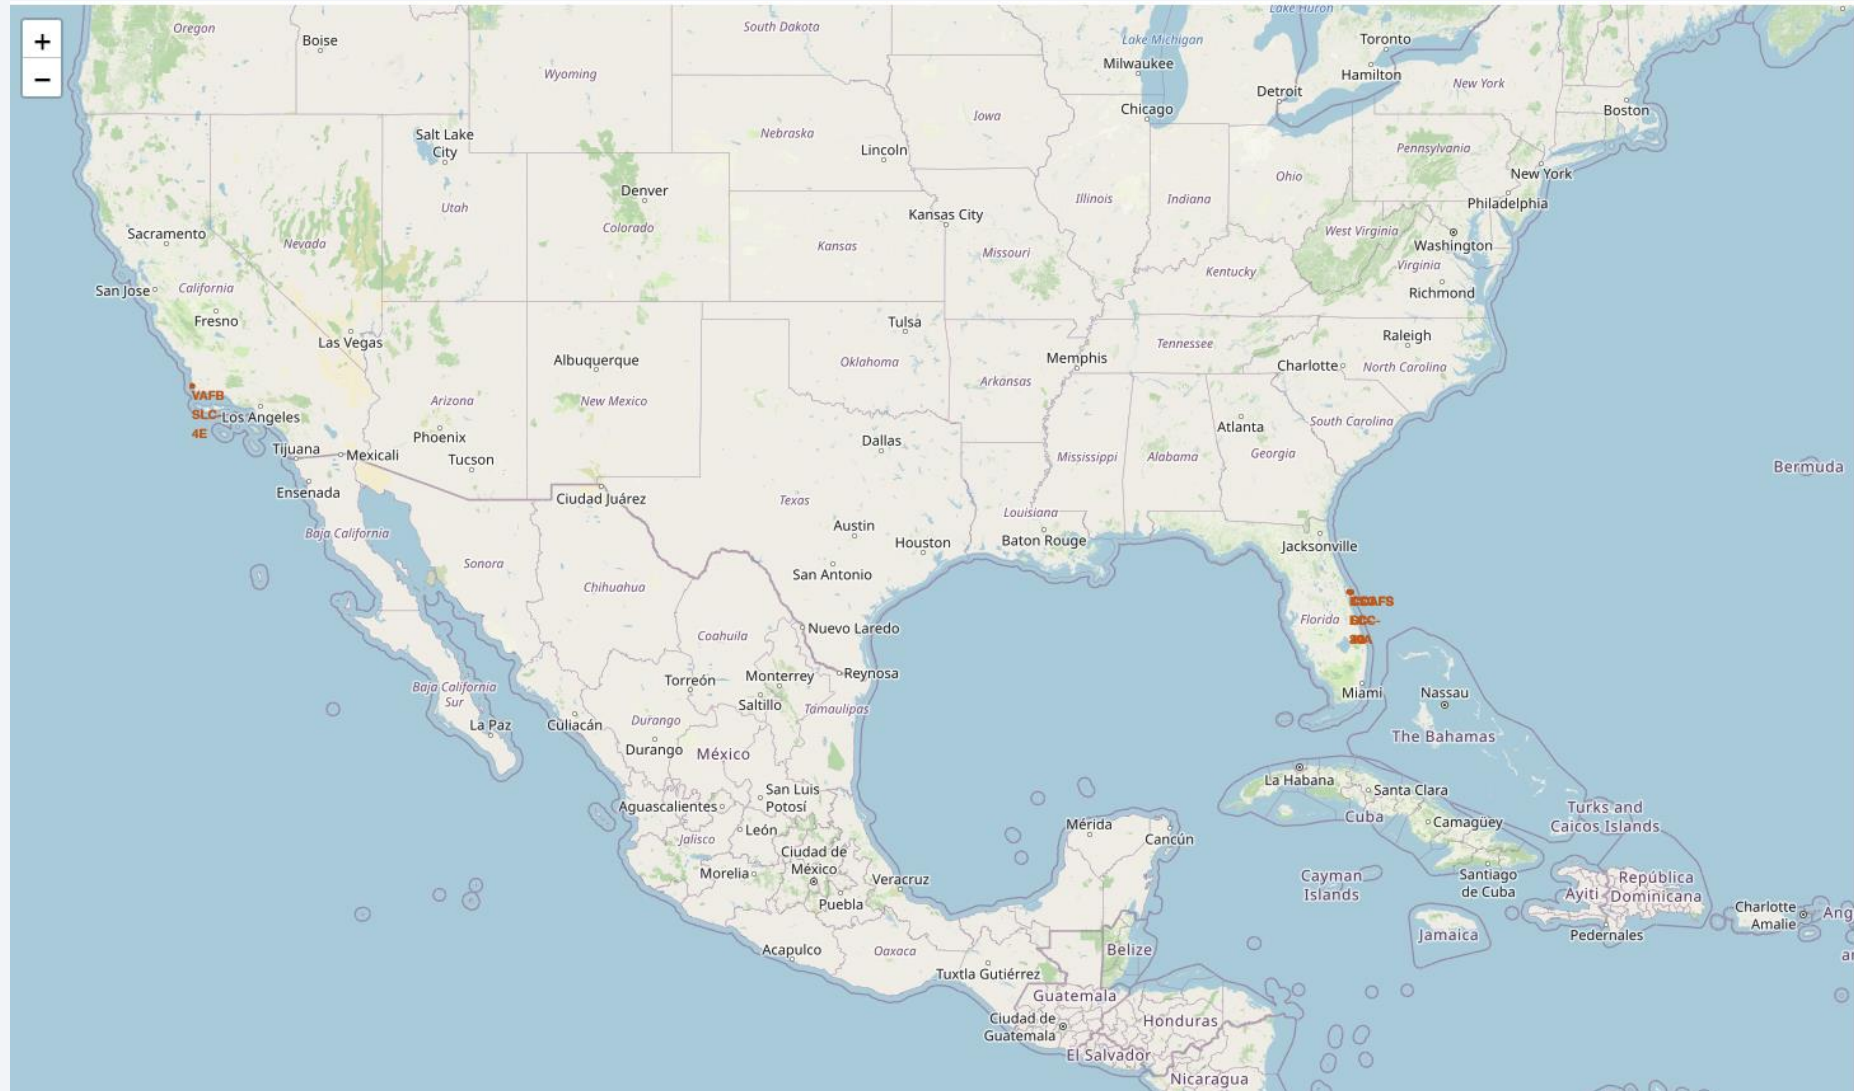 +
−
Oregon
Boise
South Dakota
Wyoming
Lake Huron
Lake Michigan
Toronto
Milwaukee
Hamilton
New York
Detroit
Chicago
Boston
Iowa
Salt Lake
City
Nebraska
Lincoln
Pennsylvania
New York
Ohio
Denver
Utah
Illinois
Indiana
Philadelphia
Kansas City
Colorado
Sacramento
Nevada
Kansas
Missouri
West Virginia
Washington
Virginia
Kentucky
San Jose
California
Richmond
Fresno
Tulsa
Las Vegas
Raleigh
Albuquerque
Oklahoma
Memphis
Tennessee
Charlotte
North Carolina
Arkansas
VAFB
SLC-
4E
Los Angeles
Arizona
New Mexico
Phoenix
Dallas
Atlanta
South Carolina
Tijuana
Mexicali
Tucson
Mississippi
Alabama
Georgia
Bermuda
Ensenada
Ciudad Juárez
Texas
Louisiana
Baja California
Austin
Houston
Baton Rouge
Jacksonville
Sonora
Chihuahua
San Antonio
Florida
Coahuila
Nuevo Laredo
Torreón
Monterrey
Reynosa
Baja California
Sur
Saltillo
Tamaulipas
Miami
Nassau
La Paz
Culiacán
Durango
Durango
México
The Bahamas
La Habana
Santa Clara
San Luis
Potosí
Aguascalientes
Cuba
Camagüey
Turks and
Caicos Islands
León
Jalisco
Mérida
Cancún
Ciudad de
México
Morelia
Veracruz
Puebla
Cayman
Islands
Santiago
de Cuba
Ayiti
República
Dominicana
Charlotte
Amalie
Ang
Acapulco
Oaxaca
Belize
Jamaica
Pedernales
Tuxtla Gutiérrez
Guatemala
Ciudad de
Guatemala
Honduras
El Salvador
Nicaragua